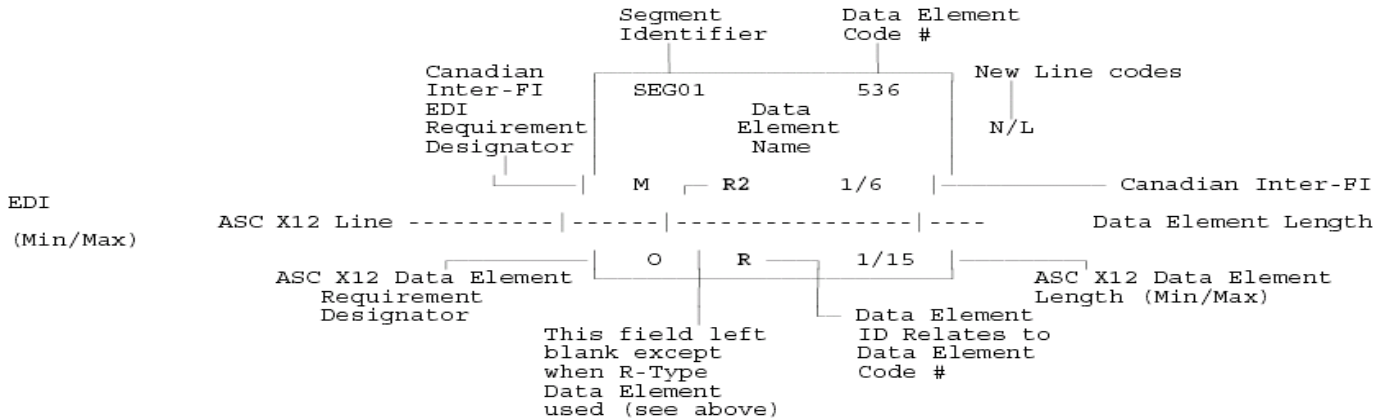 Segment Data Element
Identifier Code #
Canadian New Line codes
Inter-FI SEG01 536
EDI Data
Requirement Element N/L
Designator Name
M R2 1/6 Canadian Inter-FI
EDI
ASC X12 Line Data Element Length
(Min/Max)
O R 1/15
ASC X12 Data Element ASC X12 Data Element
Requirement Length (Min/Max)
Designator
Data Element
This field left ID Relates to
blank except Data Element
when R-Type Code #
Data Element
used (see above)